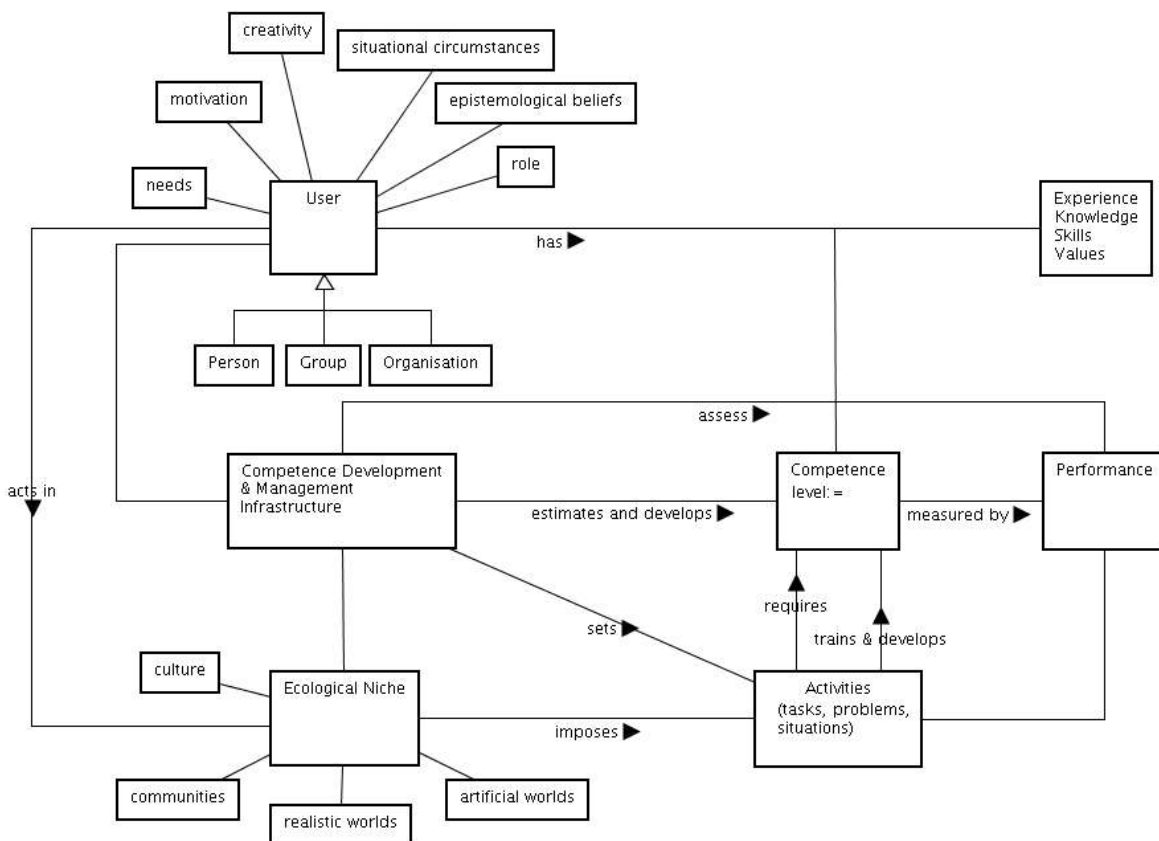 creativity
situational circumstances
motivation
epistemological beliefs
role
needs
User
Experience
Knowledge
Skills
Values
has
Person
Group
Organisation
assess
Competence Development
& Management
Infrastructure
Competence
level: =
Performance
acts in
estimates and develops
measured by
requires
sets
trains & develops
culture
Ecological Niche
Activities
(tasks, problems,
situations)
imposes
communities
artificial worlds
realistic worlds